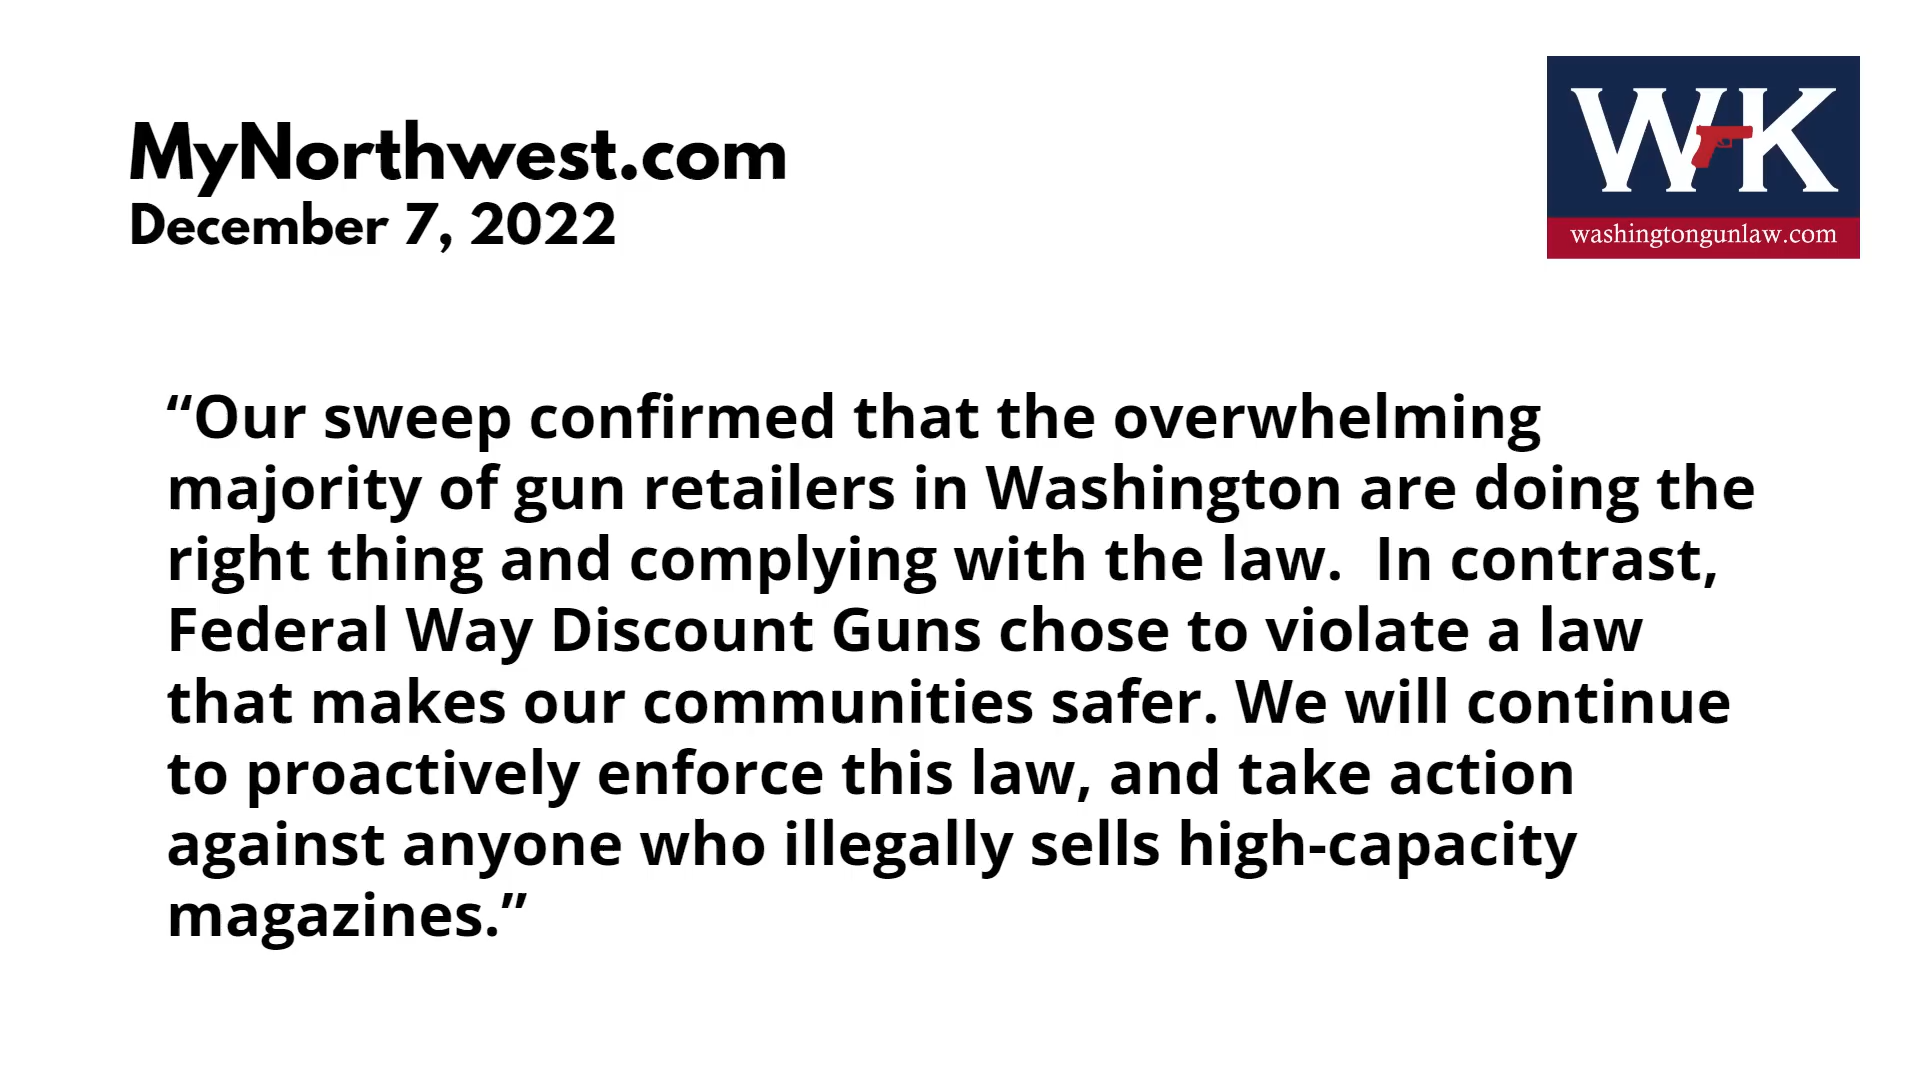 MyNorthwest.com
December 7, 2022
WK
washingtongunlaw.com
“Our sweep confirmed that the overwhelming
majority of gun retailers in Washington are doing the
right thing and complying with the law.  In contrast,
Federal Way Discount Guns chose to violate a law
that makes our communities safer. We will continue
to proactively enforce this law, and take action
against anyone who illegally sells high-capacity
magazines.”